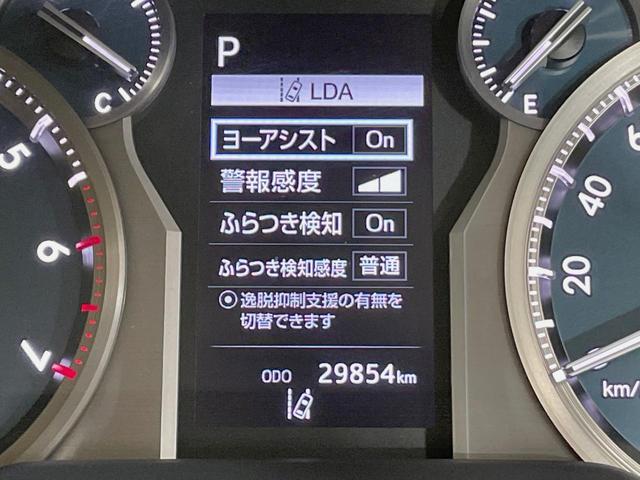 P
LDA
ヨーアシスト On
警報感度
ふらつき検知 On
ふらつき検知感度 普通
逸脱抑制支援の有無を
切替できます
ODO 29854km
C
E
5
6
7
60
40
20
km/